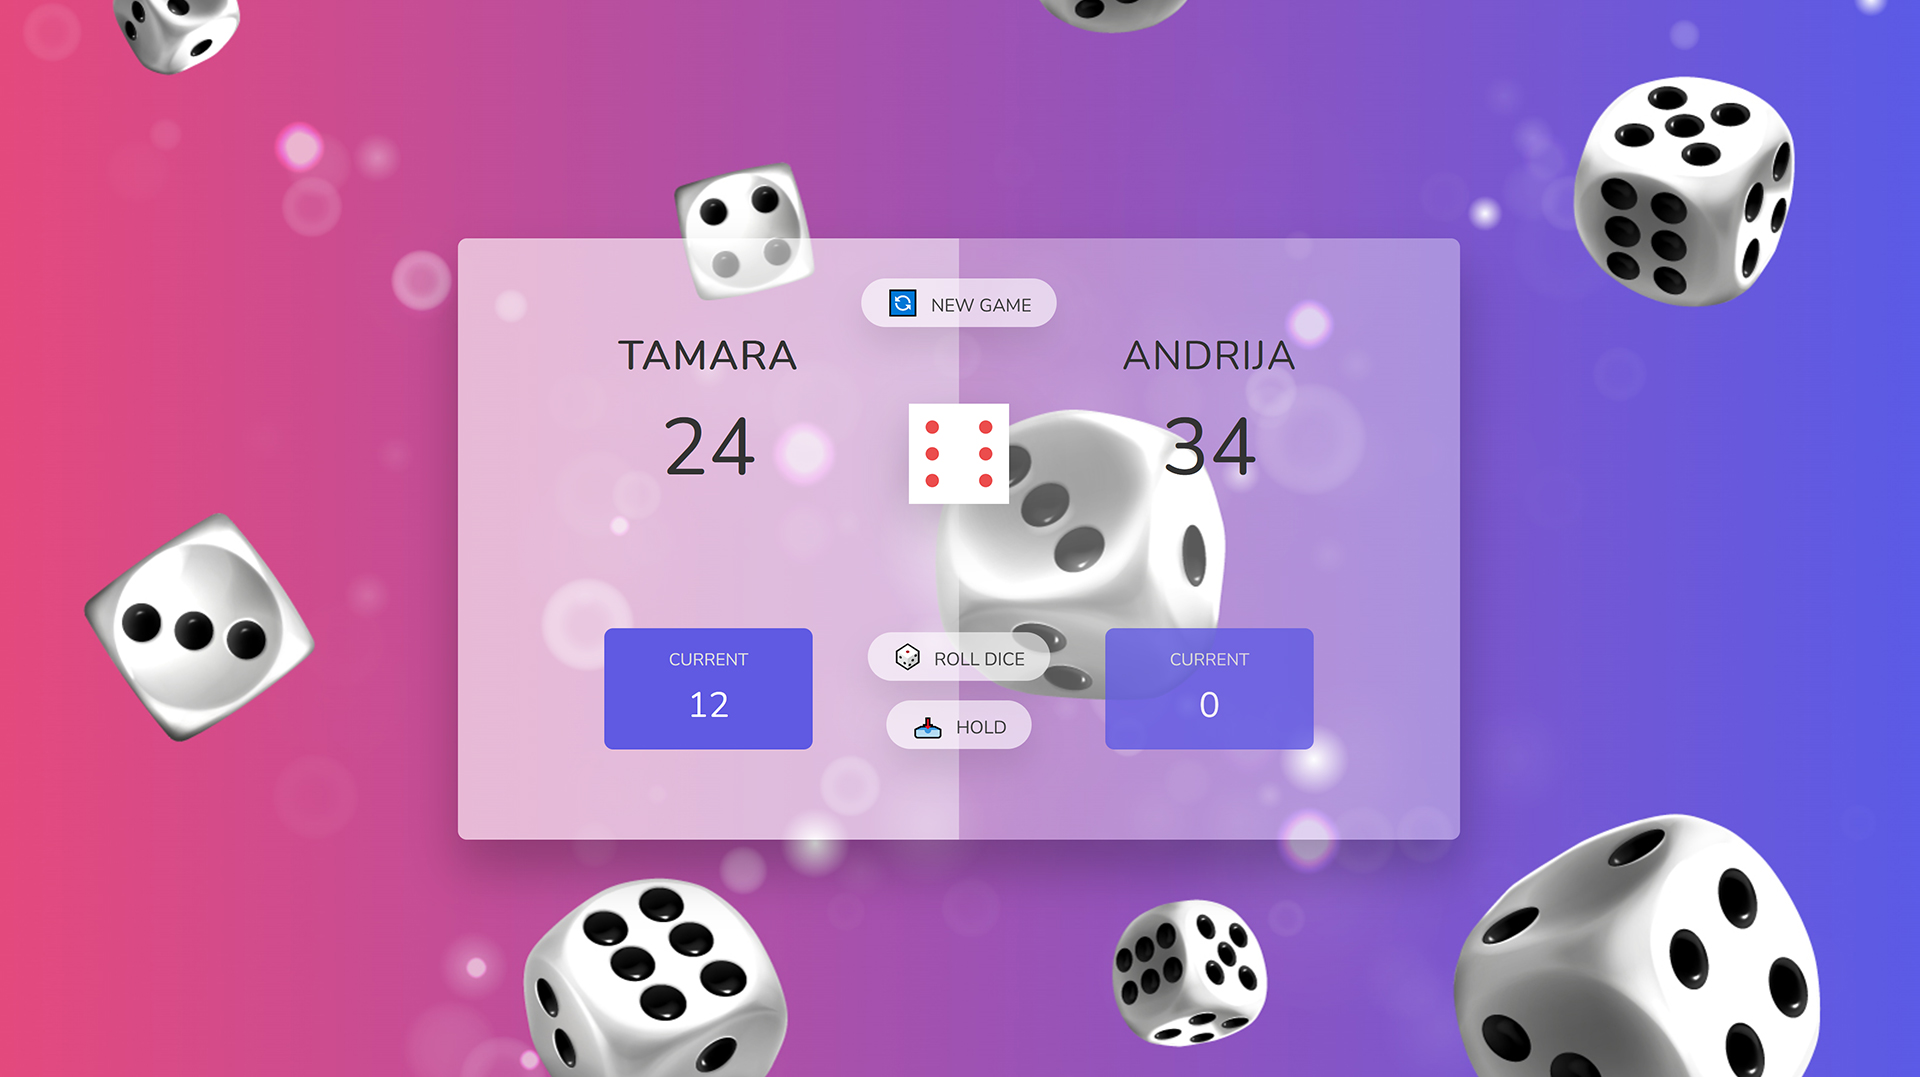 NEW GAME
TAMARA
24
ANDRIJA
34
CURRENT
12
ROLL DICE
HOLD
CURRENT
0